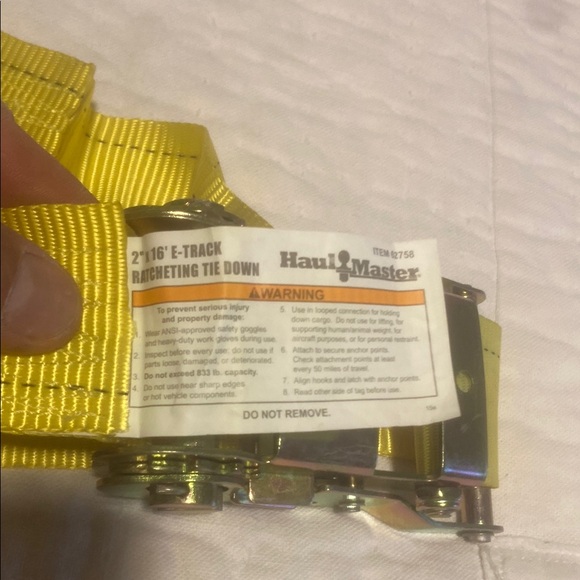 2" x 16' E-TRACK
RATCHETING TIE DOWN
Haul Master
ITEM 62756
WARNING
To prevent serious injury
and property damage:
1. Wear ANSI-approved safety goggles
and heavy-duty work gloves during use.
2. Inspect before every use; do not use if
parts loose, damaged, or deteriorated.
3. Do not exceed 833 lb. capacity.
4. Do not use near sharp edges
or hot vehicle components.
5. Use in looped connection for holding
down cargo. Do not use for lifting, for
supporting human/animal weight, for
aircraft purposes, or for personal restraint.
6. Attach to secure anchor points.
Check attachment points at least
every 50 miles of travel.
7. Align hooks and latch with anchor points.
8. Read other side of tag before use.
DO NOT REMOVE.